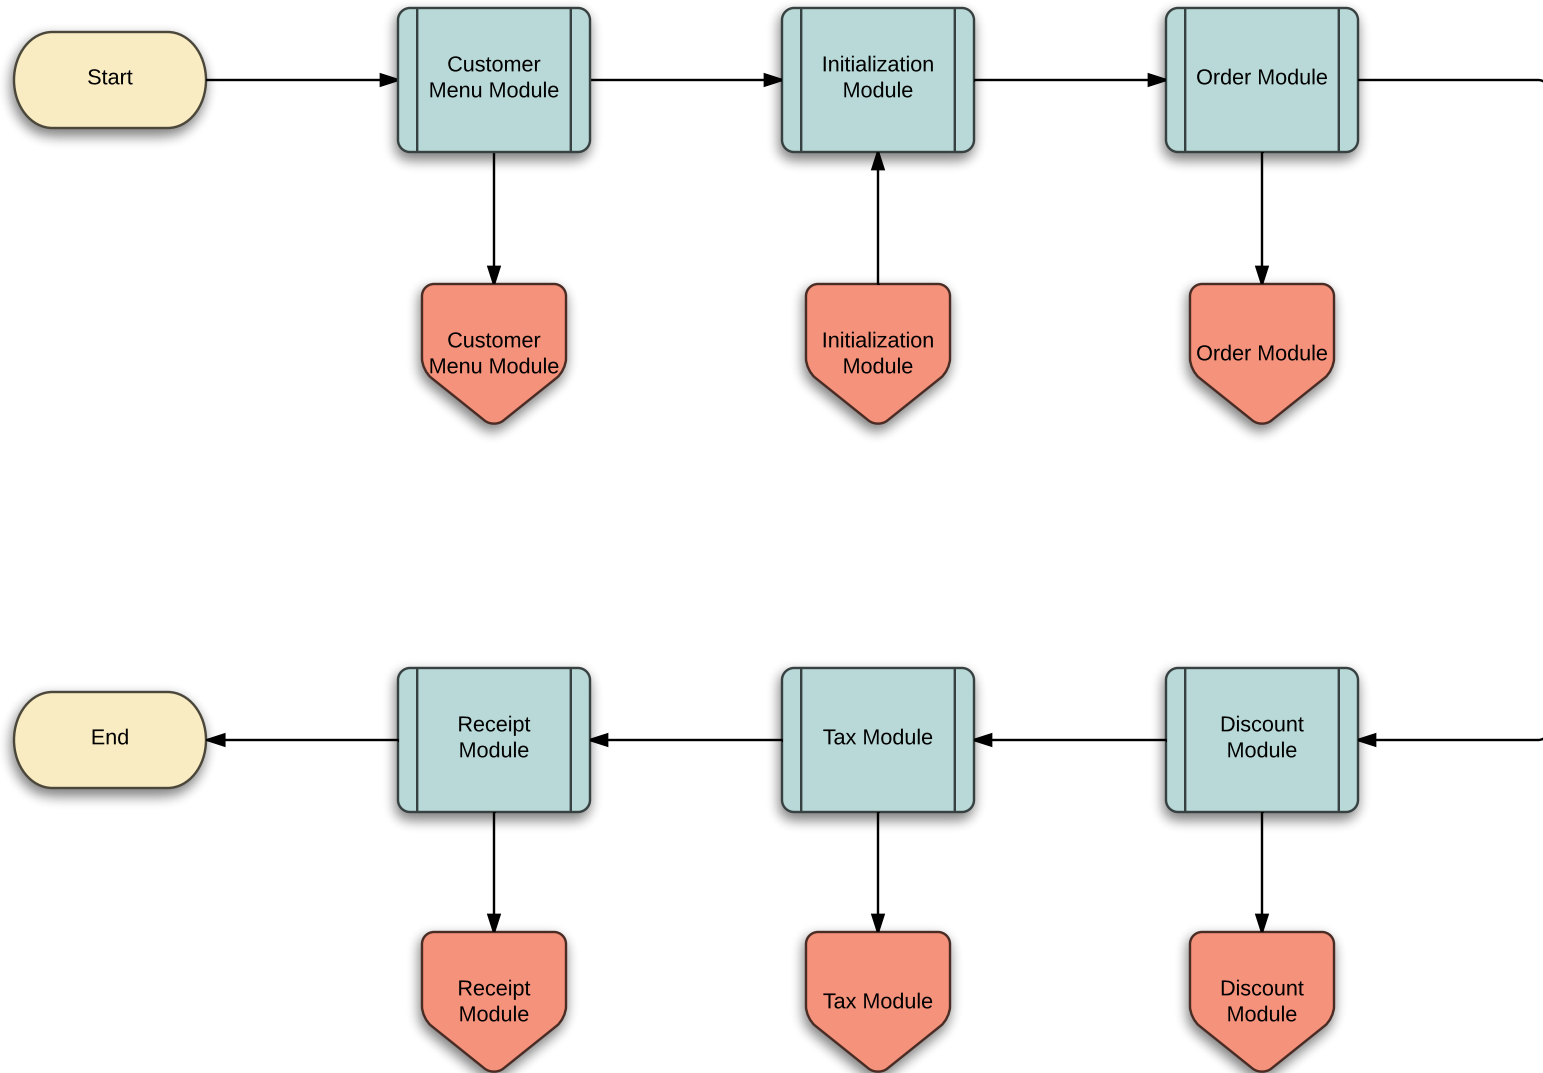 Start
Customer
Menu Module
Initialization
Module
Order Module
Customer
Menu Module
Initialization
Module
Order Module
End
Receipt
Module
Tax Module
Discount
Module
Receipt
Module
Tax Module
Discount
Module